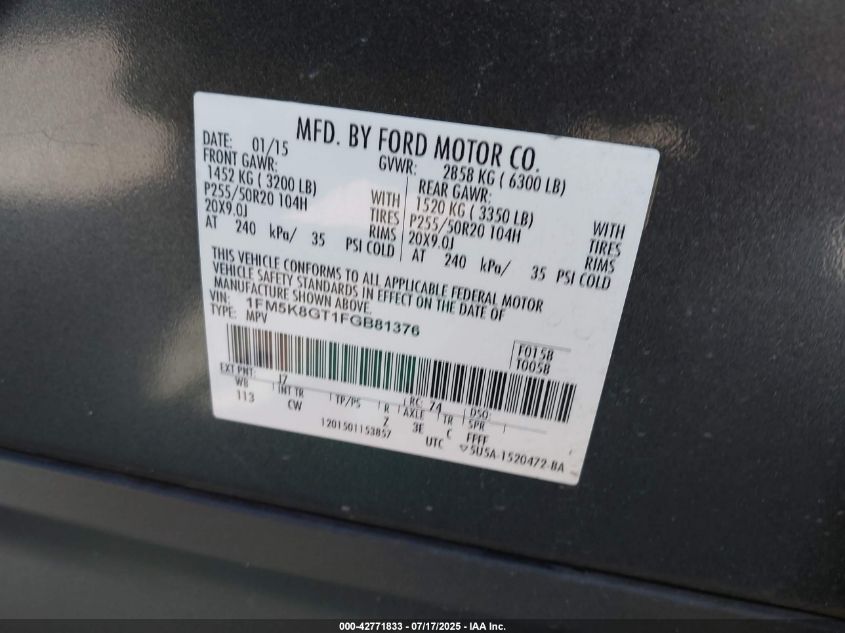 MFD. BY FORD MOTOR CO.
DATE: 01/15 GVWR: 2858 KG ( 6300 LB)
FRONT GAWR: REAR GAWR:
1452 KG ( 3200 LB) WITH 1520 KG ( 3350 LB) WITH
P255/50R20 104H TIRES P255/50R20 104H TIRES
20X9.0J RIMS 20X9.0J RIMS
AT 240 kPa/ 35 PSI COLD AT 240 kPa/ 35 PSI COLD
THIS VEHICLE CONFORMS TO ALL APPLICABLE FEDERAL MOTOR
VEHICLE SAFETY STANDARDS IN EFFECT ON THE DATE OF
MANUFACTURE SHOWN ABOVE.
VIN: 1FM5K8GT1FGB81376
TYPE: MPV
F0158
T0058
EXT PNT: J7 RC: 74 DSO:
WB INT TR TP/PS R AXLE TR SPR
113 CW Z 3E C FFFF
1201501153857 UTC ▽5U5A-1520472-BA
000-42771833 / 07/17/2025 - IAA Inc.